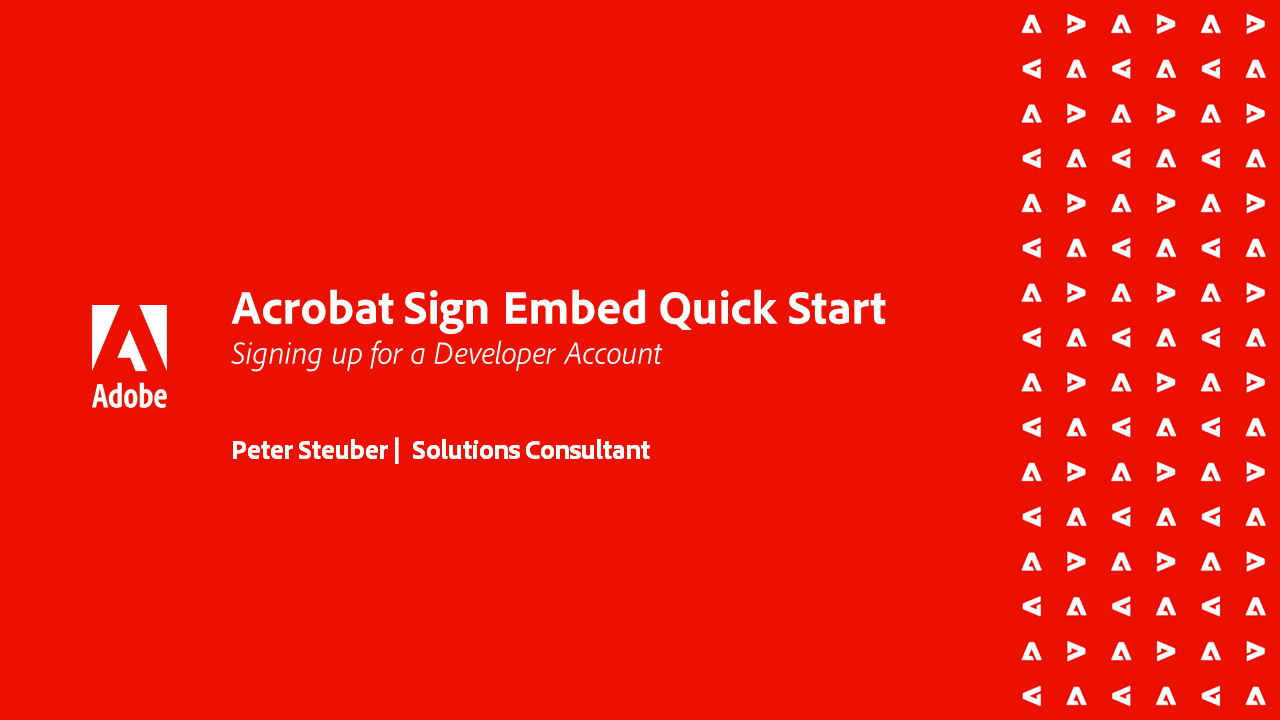 Acrobat Sign Embed Quick Start
Signing up for a Developer Account
Adobe
Peter Steuber | Solutions Consultant